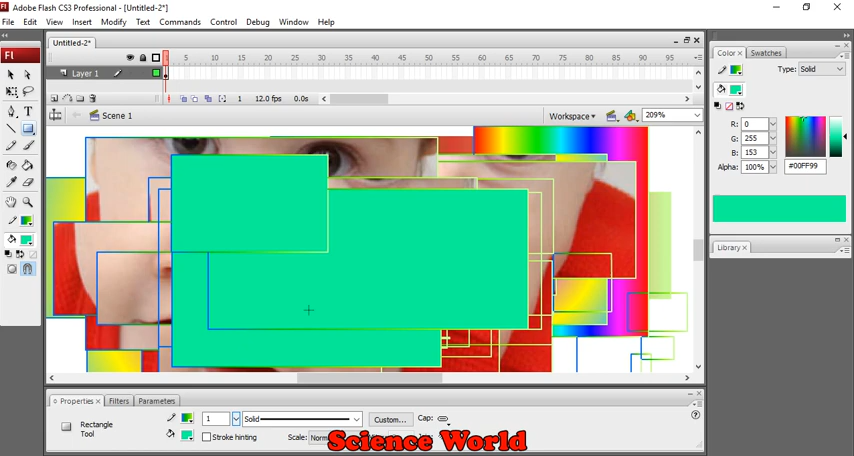 Adobe Flash CS3 Professional - [Untitled-2*]
File Edit View Insert Modify Text Commands Control Debug Window Help
Fl
Untitled-2*
5 10 15 20 25 30 35 40 45 50 55 60 65 70 75 80 85 90 95
Layer 1
1 12.0 fps 0.0s
Scene 1 Workspace 209%
Color Swatches
Type: Solid
R: 0
G: 255
B: 153
Alpha: 100% #00FF99
Library
Properties Filters Parameters
Rectangle Tool
1 Solid Custom... Cap:
Stroke hinting Scale: Norm
Science World